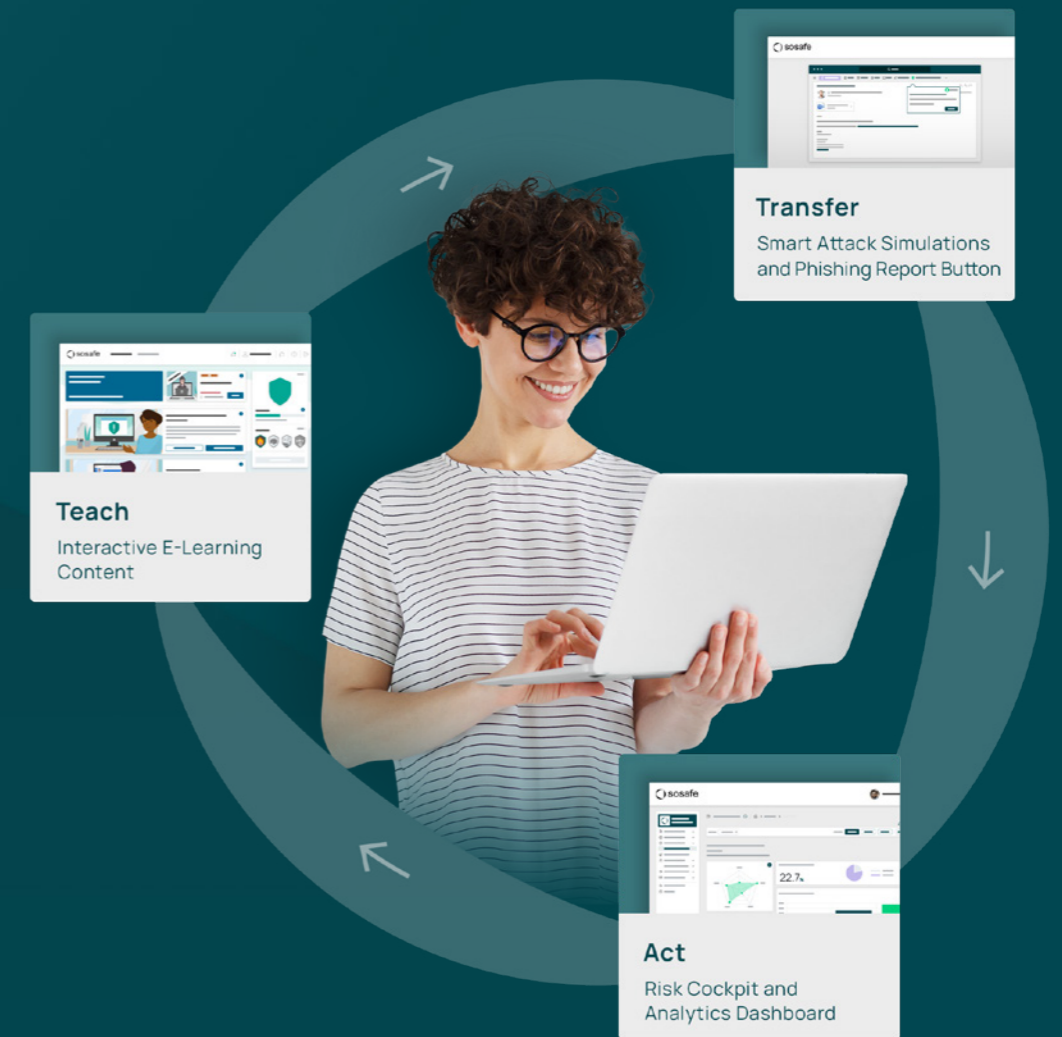 sosafe
Transfer
Smart Attack Simulations
and Phishing Report Button
sosafe
Teach
Interactive E-Learning
Content
sosafe
22.7%
Act
Risk Cockpit and
Analytics Dashboard